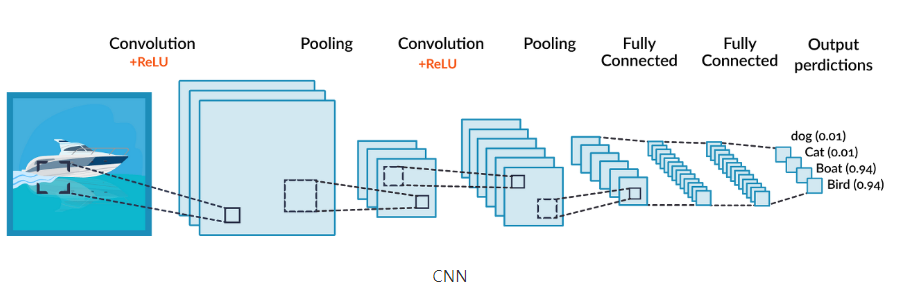 Convolution
+ReLU
Pooling
Convolution
+ReLU
Pooling
Fully
Connected
Fully
Connected
Output
perdictions
dog (0.01)
Cat (0.01)
Boat (0.94)
Bird (0.94)
CNN